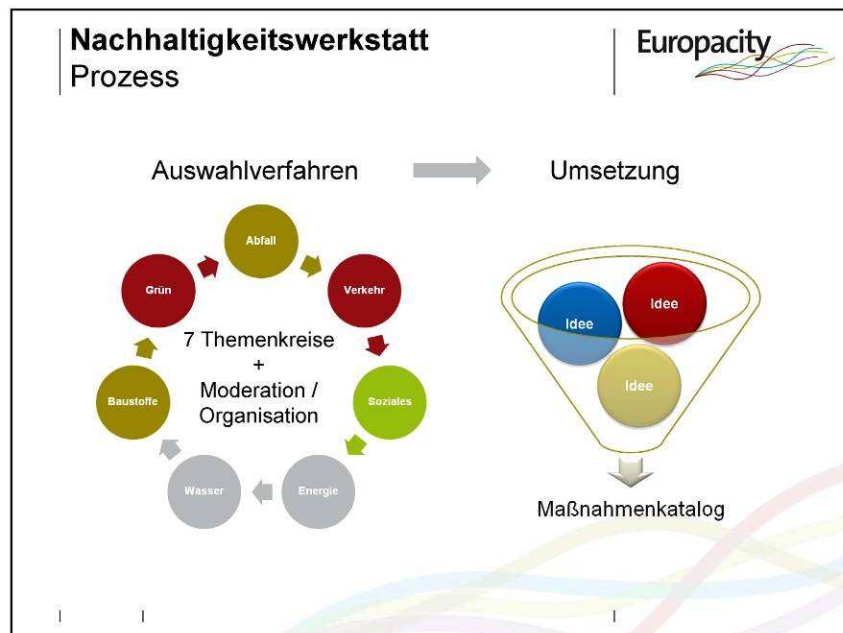 Nachhaltigkeitswerkstatt
Prozess
Europacity
Auswahlverfahren
Umsetzung
Abfall
Verkehr
Soziales
Energie
Wasser
Baustoffe
Grün
7 Themenkreise
+
Moderation /
Organisation
Idee
Idee
Idee
Maßnahmenkatalog